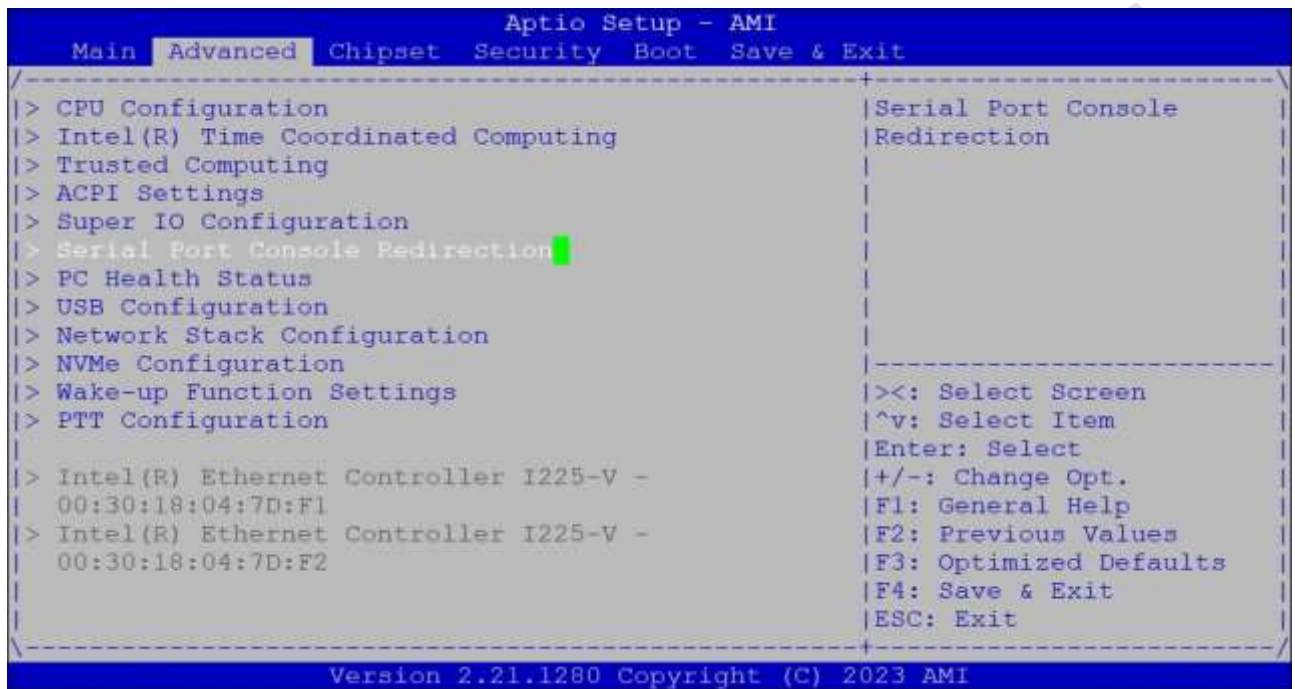 Aptio Setup - AMI
Main Advanced Chipset Security Boot Save & Exit
/------------------------------------------------------+-------------------------\
|> CPU Configuration |Serial Port Console |
|> Intel(R) Time Coordinated Computing |Redirection |
|> Trusted Computing | |
|> ACPI Settings | |
|> Super IO Configuration | |
|> Serial Port Console Redirection | |
|> PC Health Status | |
|> USB Configuration | |
|> Network Stack Configuration | |
|> NVMe Configuration |-------------------------|
|> Wake-up Function Settings |><: Select Screen |
|> PTT Configuration |^v: Select Item |
| |Enter: Select |
|> Intel(R) Ethernet Controller I225-V - |+/-: Change Opt. |
| 00:30:18:04:7D:F1 |F1: General Help |
|> Intel(R) Ethernet Controller I225-V - |F2: Previous Values |
| 00:30:18:04:7D:F2 |F3: Optimized Defaults |
| |F4: Save & Exit |
| |ESC: Exit |
\------------------------------------------------------+-------------------------/
Version 2.21.1280 Copyright (C) 2023 AMI